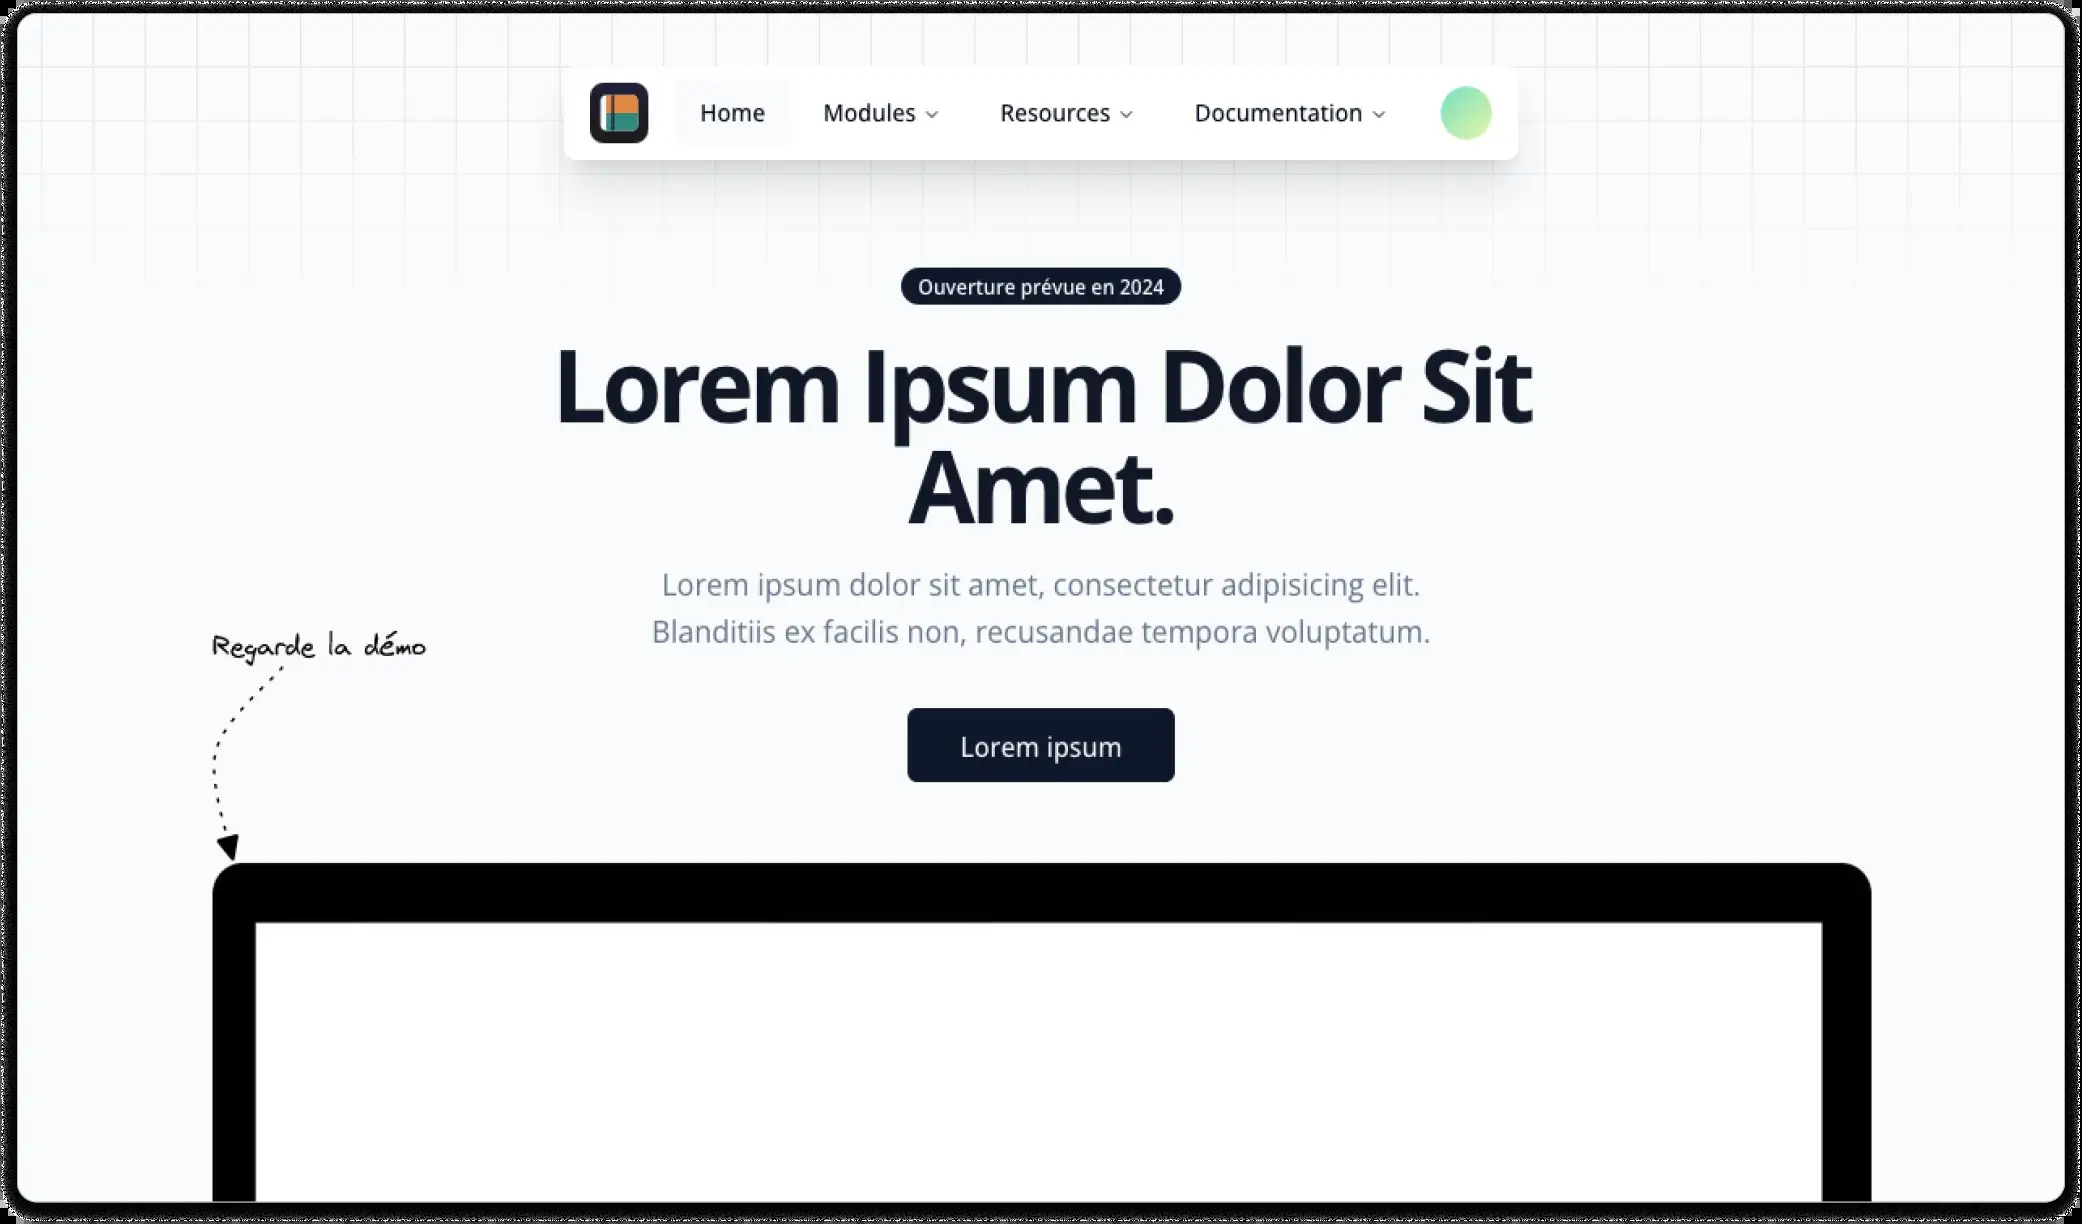 Home Modules Resources Documentation
Ouverture prévue en 2024
Lorem Ipsum Dolor Sit
Amet.
Lorem ipsum dolor sit amet, consectetur adipisicing elit.
Blanditiis ex facilis non, recusandae tempora voluptatum.
Regarde la démo
Lorem ipsum